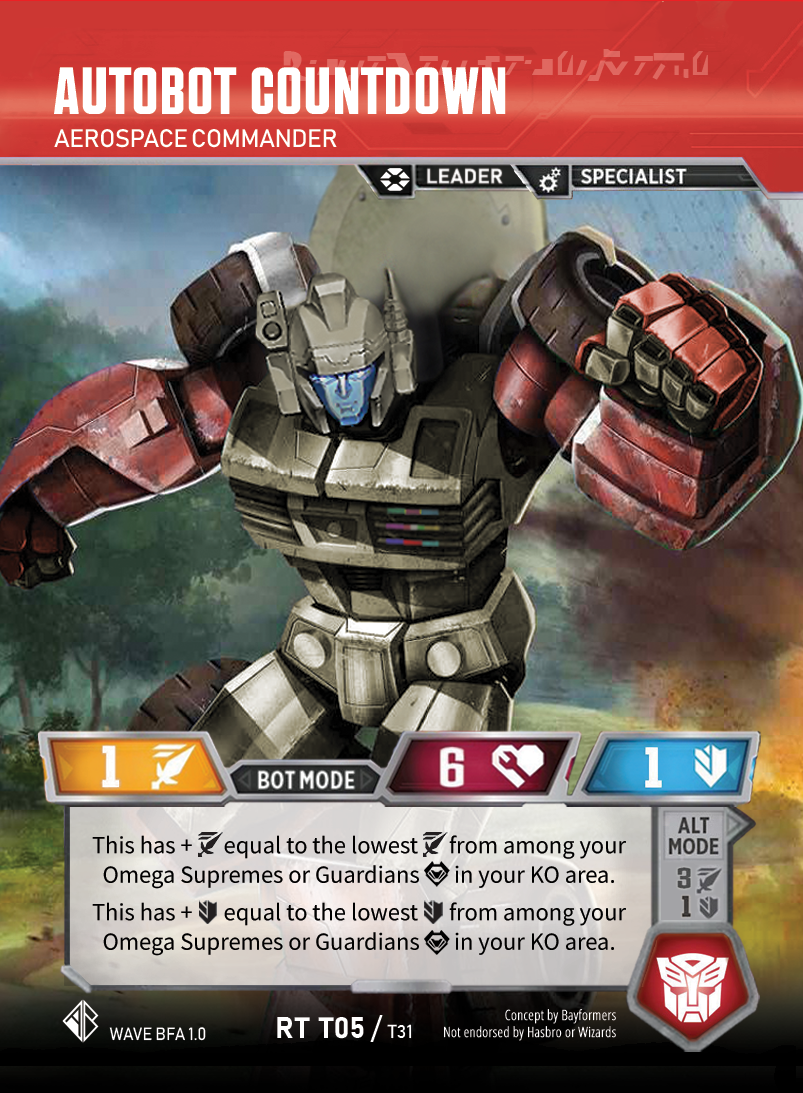 AUTOBOT COUNTDOWN
AEROSPACE COMMANDER
LEADER SPECIALIST
1 BOT MODE 6 1
This has + equal to the lowest from among your
Omega Supremes or Guardians in your KO area.
This has + equal to the lowest from among your
Omega Supremes or Guardians in your KO area.
ALT
MODE
3
1
WAVE BFA 1.0
RT T05 / T31
Concept by Bayformers
Not endorsed by Hasbro or Wizards